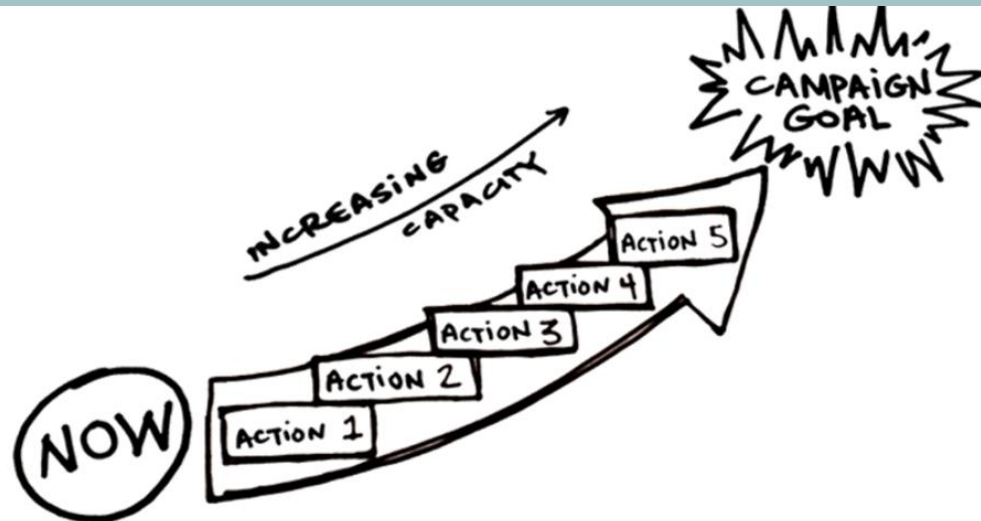 CAMPAiGN
GOAL
INCREASiNG
CAPACITY
ACTiON 5
ACTiON 4
ACTiON 3
ACTiON 2
ACTiON 1
NOW